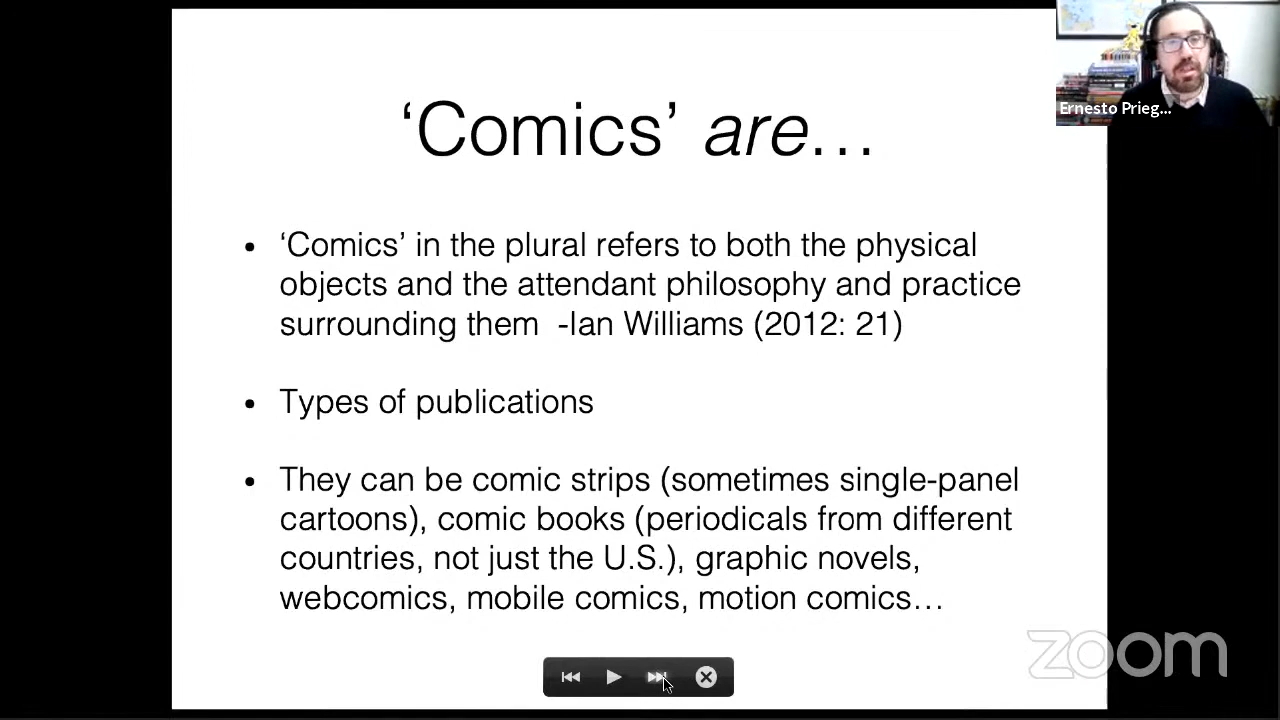 ‘Comics’ are…
Ernesto Prieg...
• ‘Comics’ in the plural refers to both the physical
objects and the attendant philosophy and practice
surrounding them  -Ian Williams (2012: 21)
• Types of publications
• They can be comic strips (sometimes single-panel
cartoons), comic books (periodicals from different
countries, not just the U.S.), graphic novels,
webcomics, mobile comics, motion comics…
zoom